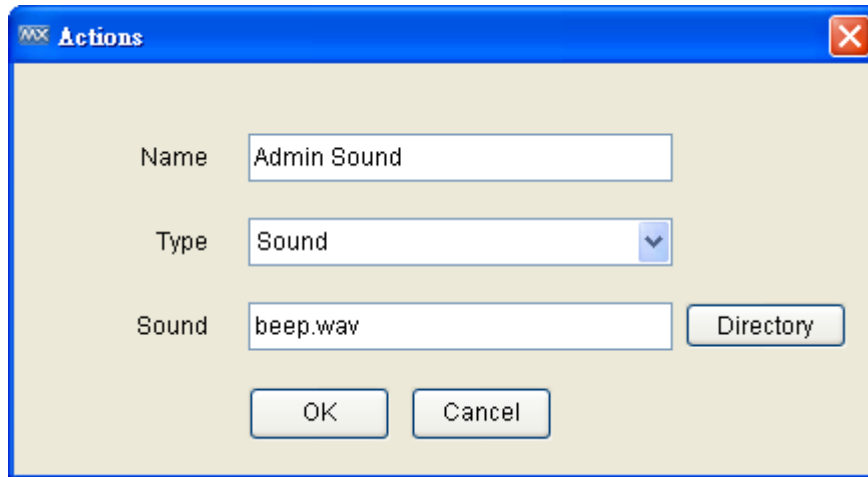 MX Actions
Name Admin Sound
Type Sound
Sound beep.wav Directory
OK Cancel